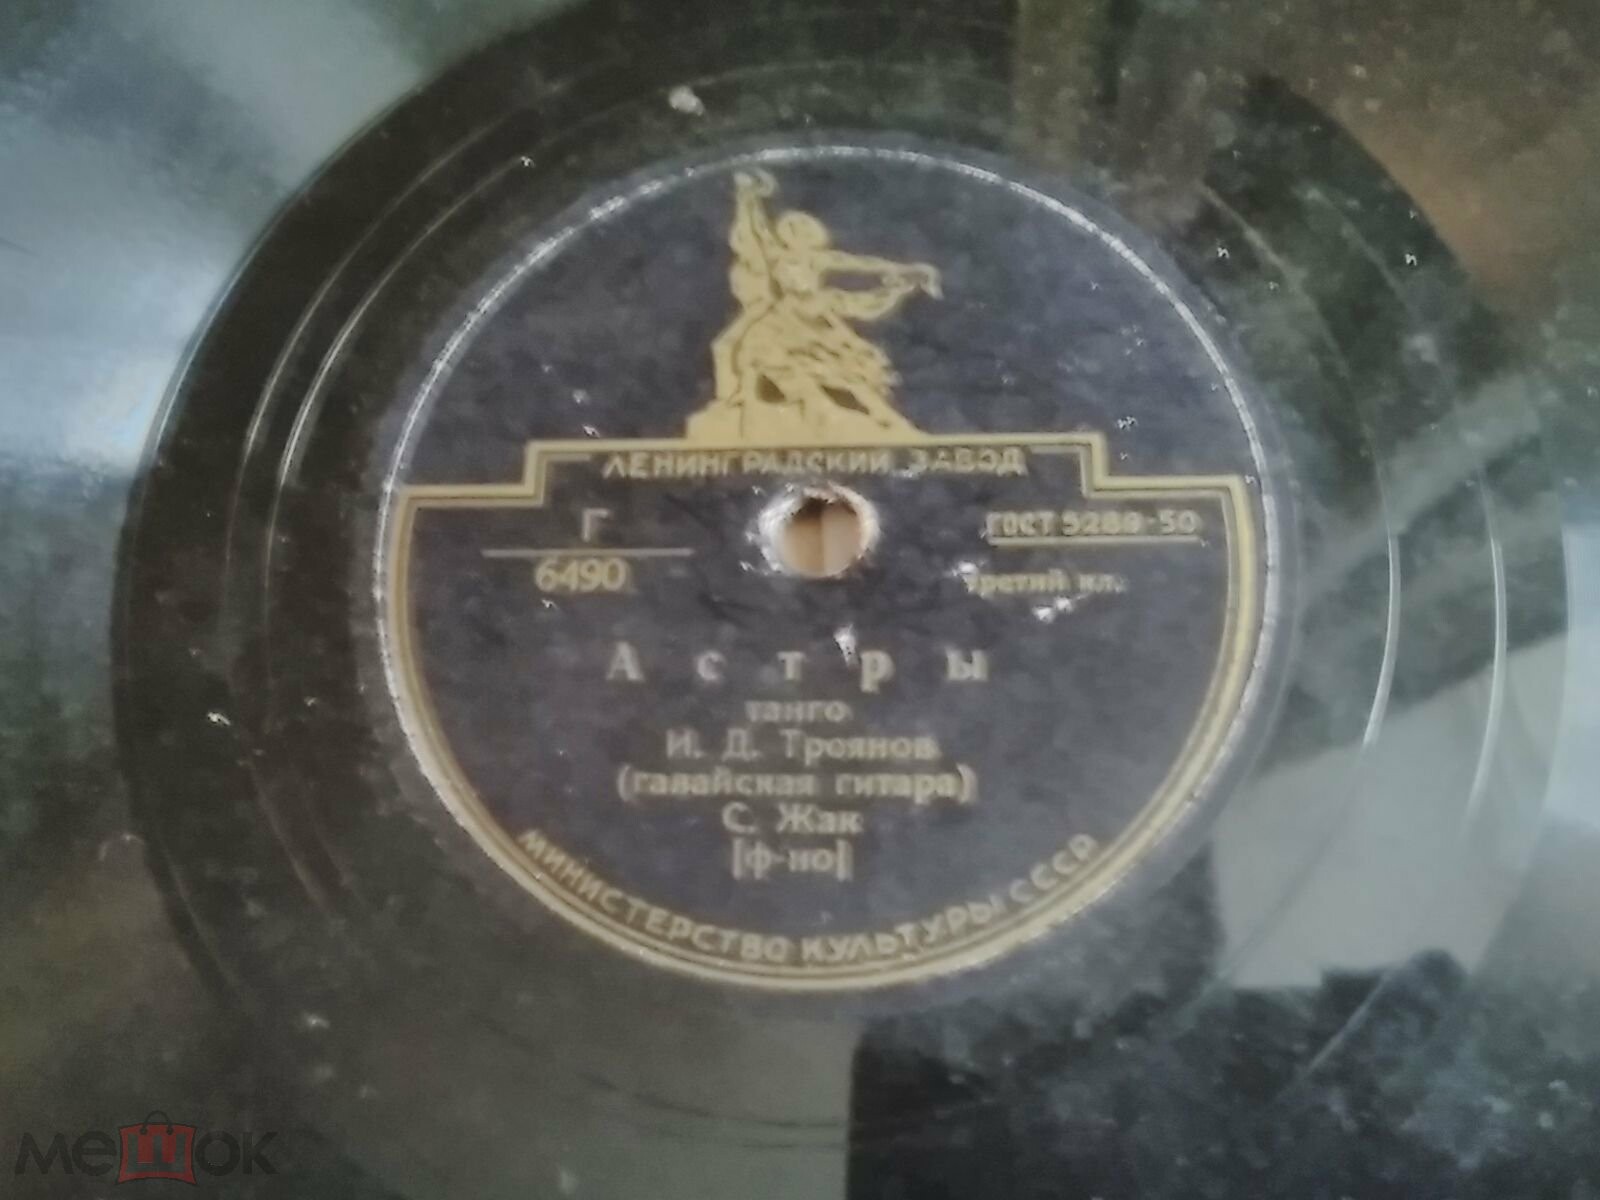 ЛЕНИНГРАДСКИЙ ЗАВОД
Г
6490
ГОСТ 5289-50
Третий кл.
Астры
танго
И. Д. Троянов
(гавайская гитара)
С. Жак
[ф-но]
МИНИСТЕРСТВО КУЛЬТУРЫ СССР
мешок